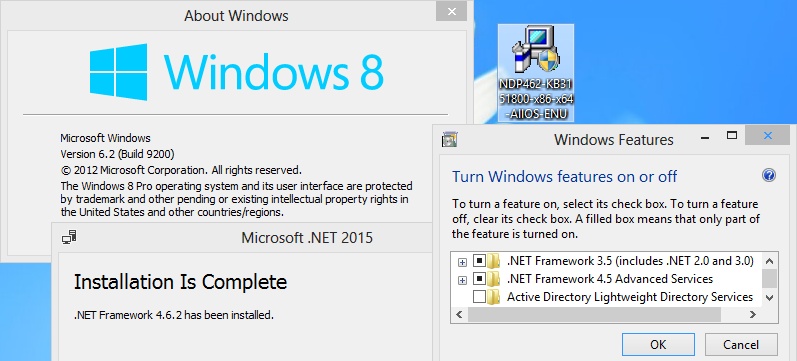 About Windows
Windows 8
Microsoft Windows
Version 6.2 (Build 9200)
© 2012 Microsoft Corporation. All rights reserved.
The Windows 8 Pro operating system and its user interface are protected
by trademark and other pending or existing intellectual property rights in
the United States and other countries/regions.
Microsoft .NET 2015
Installation Is Complete
.NET Framework 4.6.2 has been installed.
NDP462-KB31
51800-x86-x64
-AllOS-ENU
Windows Features
Turn Windows features on or off
To turn a feature on, select its check box. To turn a feature
off, clear its check box. A filled box means that only part of
the feature is turned on.
.NET Framework 3.5 (includes .NET 2.0 and 3.0)
.NET Framework 4.5 Advanced Services
Active Directory Lightweight Directory Services
OK
Cancel